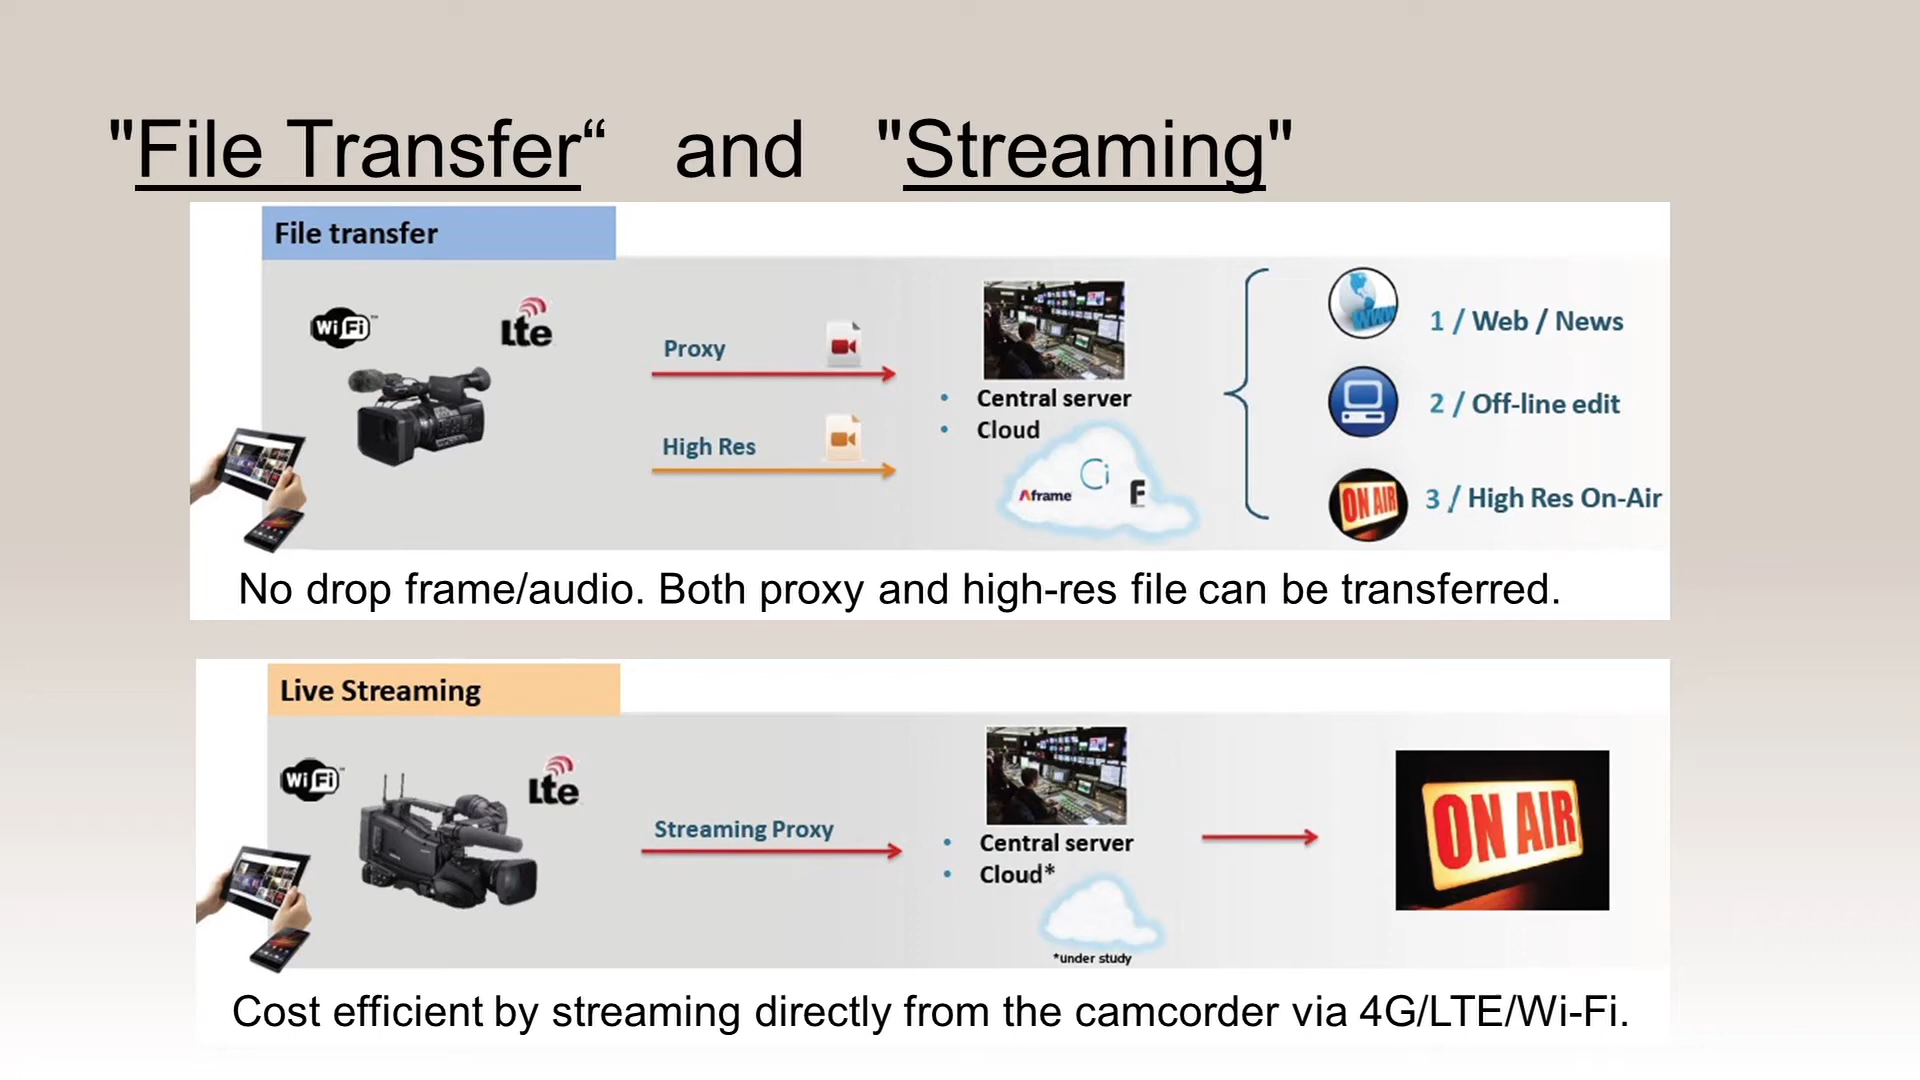 "File Transfer“ and "Streaming"
File transfer
WiFi
Lte
Proxy
High Res
• Central server
• Cloud
Aframe
Ci
F
WWW
1 / Web / News
2 / Off-line edit
ON AIR
3 / High Res On-Air
No drop frame/audio. Both proxy and high-res file can be transferred.
Live Streaming
WiFi
Lte
Streaming Proxy
• Central server
• Cloud*
*under study
ON AIR
Cost efficient by streaming directly from the camcorder via 4G/LTE/Wi-Fi.